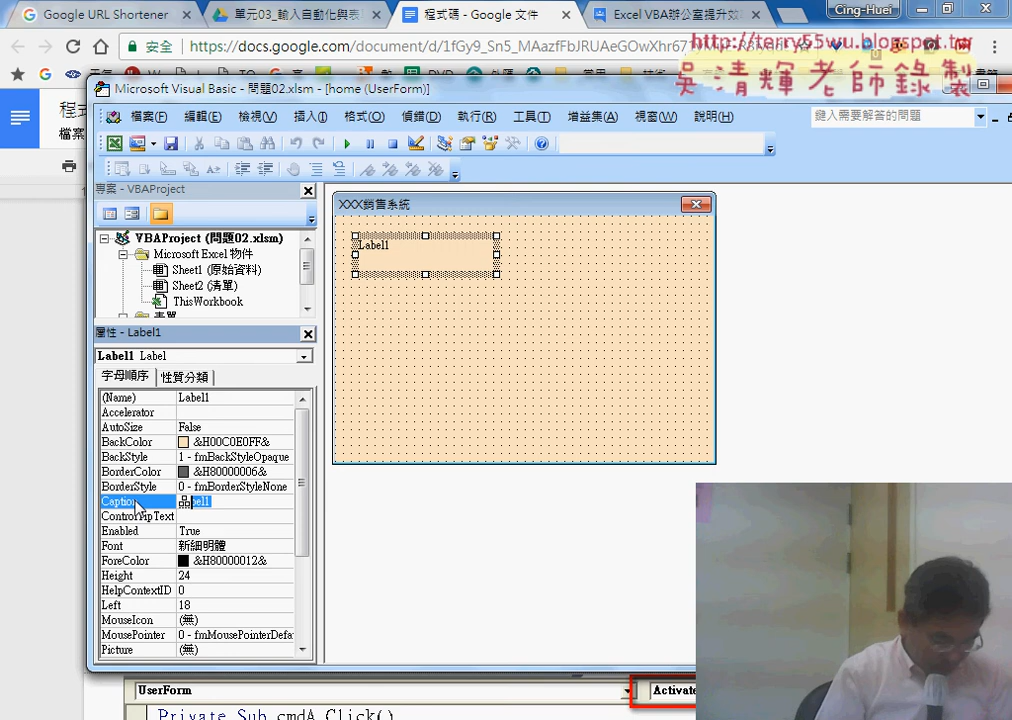 Google URL Shortener
單元03_輸入自動化與表
程式碼 - Google 文件
Excel VBA辦公室提升效
Cing-Huei
安全
https://docs.google.com/document/d/1fGy9_Sn5_MAazfFbJRUAeGOwXhr67
http://terry55wu.blogspot.tw
吳清輝老師錄製
程式
檔案
Microsoft Visual Basic - 問題02.xlsm - [home (UserForm)]
檔案(F) 編輯(E) 檢視(V) 插入(I) 格式(O) 偵錯(D) 執行(R) 工具(T) 增益集(A) 視窗(W) 說明(H)
鍵入需要解答的問題
專案 - VBAProject
VBAProject (問題02.xlsm)
Microsoft Excel 物件
Sheet1 (原始資料)
Sheet2 (清單)
ThisWorkbook
表單
XXX銷售系統
Label1
屬性 - Label1
Label1 Label
字母順序 性質分類
(Name) Label1
Accelerator
AutoSize False
BackColor &H00C0E0FF&
BackStyle 1 - fmBackStyleOpaque
BorderColor &H80000006&
BorderStyle 0 - fmBorderStyleNone
Caption 品
ControlTipText
Enabled True
Font 新細明體
ForeColor &H80000012&
Height 24
HelpContextID 0
Left 18
MouseIcon (無)
MousePointer 0 - fmMousePointerDefa
Picture (無)
UserForm
Activate
Private Sub cmdA_Click()